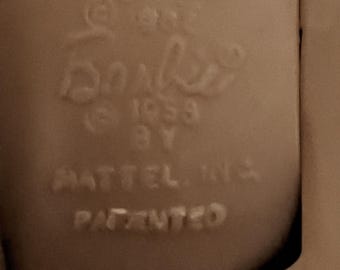 Barbie
© 1958
BY
MATTEL, INC.
PATENTED